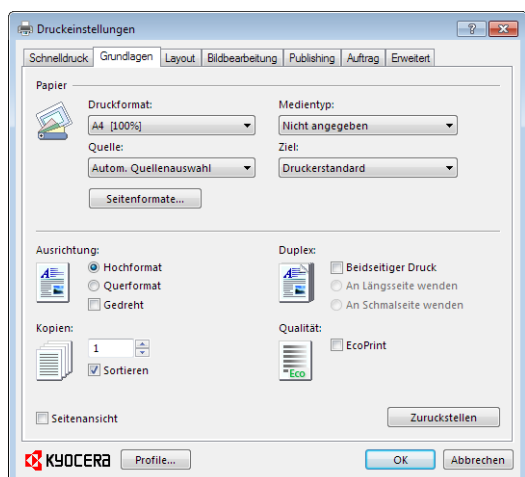 Druckeinstellungen
Schnelldruck Grundlagen Layout Bildbearbeitung Publishing Auftrag Erweitert
Papier
Druckformat: Medientyp:
A4 [100%] Nicht angegeben
Quelle: Ziel:
Autom. Quellenauswahl Druckerstandard
Seitenformate...
Ausrichtung: Duplex:
Hochformat Beidseitiger Druck
Querformat An Längsseite wenden
Gedreht An Schmalseite wenden
Kopien: Qualität:
1 EcoPrint
Sortieren Eco
Seitenansicht Zuruckstellen
KYOCERA Profile... OK Abbrechen